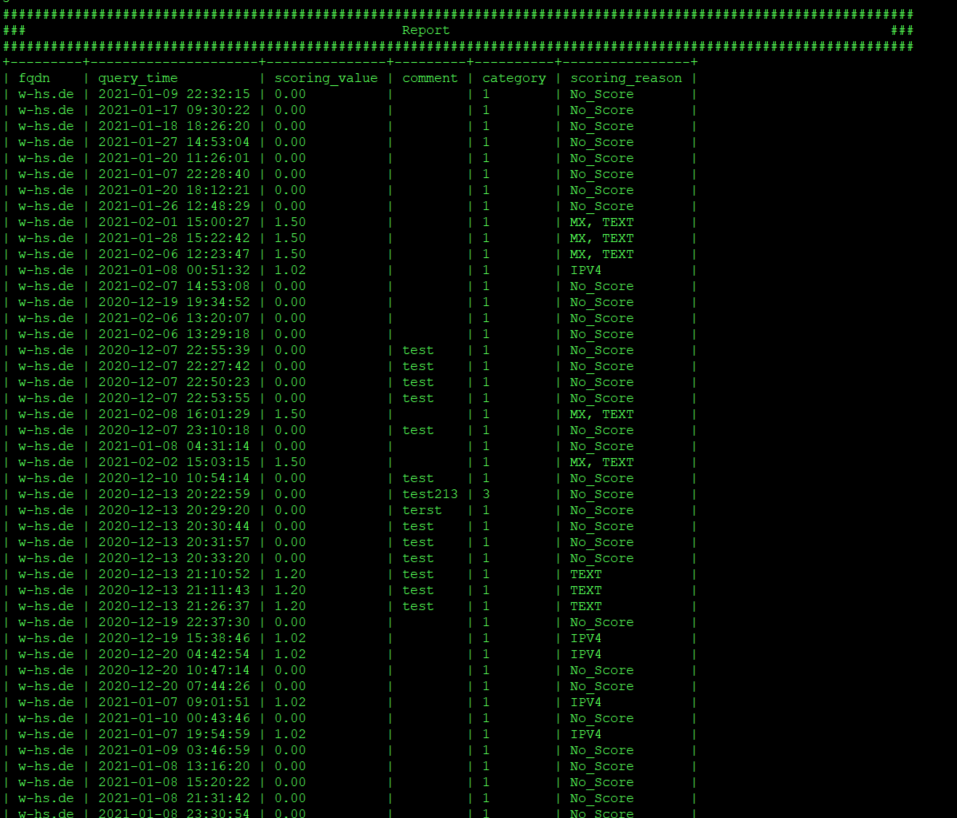 ##################################################################################################################
###                                               Report                                                       ###
##################################################################################################################
+---------+---------------------+---------------+---------+----------+----------------+
| fqdn    | query_time          | scoring_value | comment | category | scoring_reason |
| w-hs.de | 2021-01-09 22:32:15 | 0.00          |         | 1        | No_Score       |
| w-hs.de | 2021-01-17 09:30:22 | 0.00          |         | 1        | No_Score       |
| w-hs.de | 2021-01-18 18:26:20 | 0.00          |         | 1        | No_Score       |
| w-hs.de | 2021-01-27 14:53:04 | 0.00          |         | 1        | No_Score       |
| w-hs.de | 2021-01-20 11:26:01 | 0.00          |         | 1        | No_Score       |
| w-hs.de | 2021-01-07 22:28:40 | 0.00          |         | 1        | No_Score       |
| w-hs.de | 2021-01-20 18:12:21 | 0.00          |         | 1        | No_Score       |
| w-hs.de | 2021-01-26 12:48:29 | 0.00          |         | 1        | No_Score       |
| w-hs.de | 2021-02-01 15:00:27 | 1.50          |         | 1        | MX, TEXT       |
| w-hs.de | 2021-01-28 15:22:42 | 1.50          |         | 1        | MX, TEXT       |
| w-hs.de | 2021-02-06 12:23:47 | 1.50          |         | 1        | MX, TEXT       |
| w-hs.de | 2021-01-08 00:51:32 | 1.02          |         | 1        | IPV4           |
| w-hs.de | 2021-02-07 14:53:08 | 0.00          |         | 1        | No_Score       |
| w-hs.de | 2020-12-19 19:34:52 | 0.00          |         | 1        | No_Score       |
| w-hs.de | 2021-02-06 13:20:07 | 0.00          |         | 1        | No_Score       |
| w-hs.de | 2021-02-06 13:29:18 | 0.00          |         | 1        | No_Score       |
| w-hs.de | 2020-12-07 22:55:39 | 0.00          | test    | 1        | No_Score       |
| w-hs.de | 2020-12-07 22:27:42 | 0.00          | test    | 1        | No_Score       |
| w-hs.de | 2020-12-07 22:50:23 | 0.00          | test    | 1        | No_Score       |
| w-hs.de | 2020-12-07 22:53:55 | 0.00          | test    | 1        | No_Score       |
| w-hs.de | 2021-02-08 16:01:29 | 1.50          |         | 1        | MX, TEXT       |
| w-hs.de | 2020-12-07 23:10:18 | 0.00          | test    | 1        | No_Score       |
| w-hs.de | 2021-01-08 04:31:14 | 0.00          |         | 1        | No_Score       |
| w-hs.de | 2021-02-02 15:03:15 | 1.50          |         | 1        | MX, TEXT       |
| w-hs.de | 2020-12-10 10:54:14 | 0.00          | test    | 1        | No_Score       |
| w-hs.de | 2020-12-13 20:22:59 | 0.00          | test213 | 3        | No_Score       |
| w-hs.de | 2020-12-13 20:29:20 | 0.00          | terst   | 1        | No_Score       |
| w-hs.de | 2020-12-13 20:30:44 | 0.00          | test    | 1        | No_Score       |
| w-hs.de | 2020-12-13 20:31:57 | 0.00          | test    | 1        | No_Score       |
| w-hs.de | 2020-12-13 20:33:20 | 0.00          | test    | 1        | No_Score       |
| w-hs.de | 2020-12-13 21:10:52 | 1.20          | test    | 1        | TEXT           |
| w-hs.de | 2020-12-13 21:11:43 | 1.20          | test    | 1        | TEXT           |
| w-hs.de | 2020-12-13 21:26:37 | 1.20          | test    | 1        | TEXT           |
| w-hs.de | 2020-12-19 22:37:30 | 0.00          |         | 1        | No_Score       |
| w-hs.de | 2020-12-19 15:38:46 | 1.02          |         | 1        | IPV4           |
| w-hs.de | 2020-12-20 04:42:54 | 1.02          |         | 1        | IPV4           |
| w-hs.de | 2020-12-20 10:47:14 | 0.00          |         | 1        | No_Score       |
| w-hs.de | 2020-12-20 07:44:26 | 0.00          |         | 1        | No_Score       |
| w-hs.de | 2021-01-07 09:01:51 | 1.02          |         | 1        | IPV4           |
| w-hs.de | 2021-01-10 00:43:46 | 0.00          |         | 1        | No_Score       |
| w-hs.de | 2021-01-07 19:54:59 | 1.02          |         | 1        | IPV4           |
| w-hs.de | 2021-01-09 03:46:59 | 0.00          |         | 1        | No_Score       |
| w-hs.de | 2021-01-08 13:16:20 | 0.00          |         | 1        | No_Score       |
| w-hs.de | 2021-01-08 15:20:22 | 0.00          |         | 1        | No_Score       |
| w-hs.de | 2021-01-08 21:31:42 | 0.00          |         | 1        | No_Score       |
| w-hs.de | 2021-01-08 23:30:54 | 0.00          |         | 1        | No_Score       |